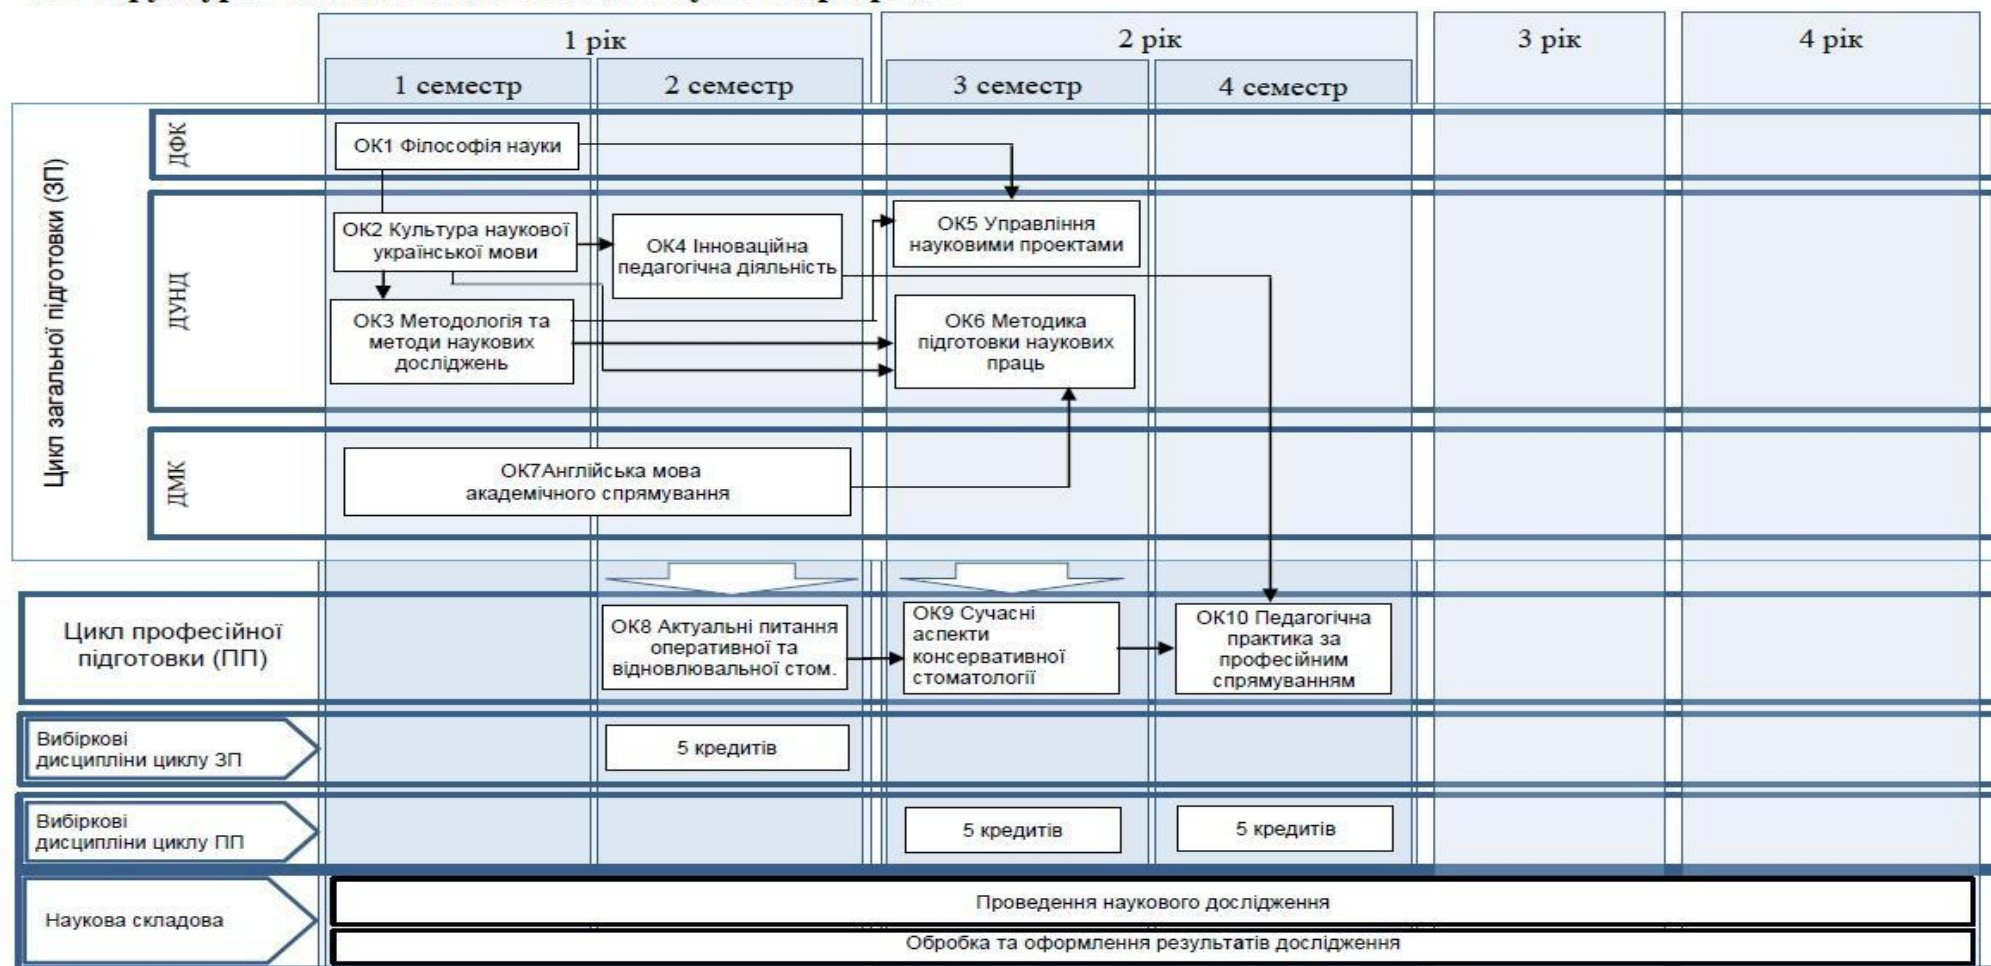 1 рік
2 рік
3 рік
4 рік
1 семестр
2 семестр
3 семестр
4 семестр
Цикл загальної підготовки (ЗП)
ДФК
ОК1 Філософія науки
ДУНД
ОК2 Культура наукової
української мови
ОК4 Інноваційна
педагогічна діяльність
ОК5 Управління
науковими проектами
ОК3 Методологія та
методи наукових
досліджень
ОК6 Методика
підготовки наукових
праць
ДМК
ОК7Англійська мова
академічного спрямування
Цикл професійної
підготовки (ПП)
ОК8 Актуальні питання
оперативної та
відновлювальної стом.
ОК9 Сучасні
аспекти
консервативної
стоматології
ОК10 Педагогічна
практика за
професійним
спрямуванням
Вибіркові
дисципліни циклу ЗП
5 кредитів
Вибіркові
дисципліни циклу ПП
5 кредитів
5 кредитів
Наукова складова
Проведення наукового дослідження
Обробка та оформлення результатів дослідження